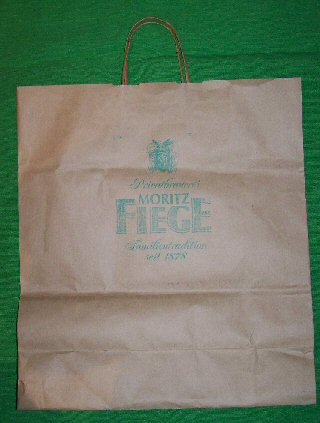 Privatbrauerei
MORITZ
FIEGE
Familientradition
seit 1878